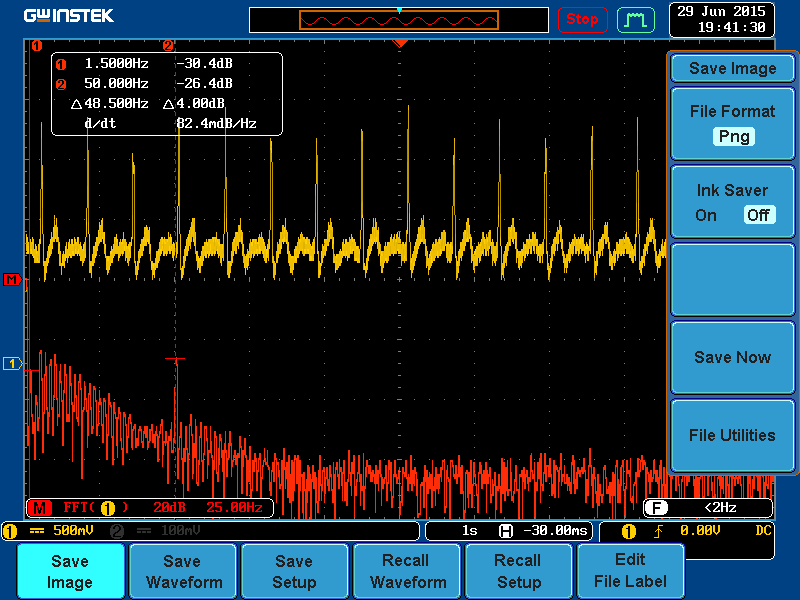 GWINSTEK
Stop
29 Jun 2015
19:41:30
1 2
1 1.5000Hz -30.4dB
2 50.000Hz -26.4dB
△48.500Hz △4.00dB
d/dt 82.4mdB/Hz
Save Image
File Format
Png
Ink Saver
On Off
Save Now
File Utilities
M
1
M FFT( 1 ) 20dB 25.00Hz
F <2Hz
1 500mV 2 100mV
1s H -30.00ms
1 0.00V DC
Save Image
Save Waveform
Save Setup
Recall Waveform
Recall Setup
Edit File Label